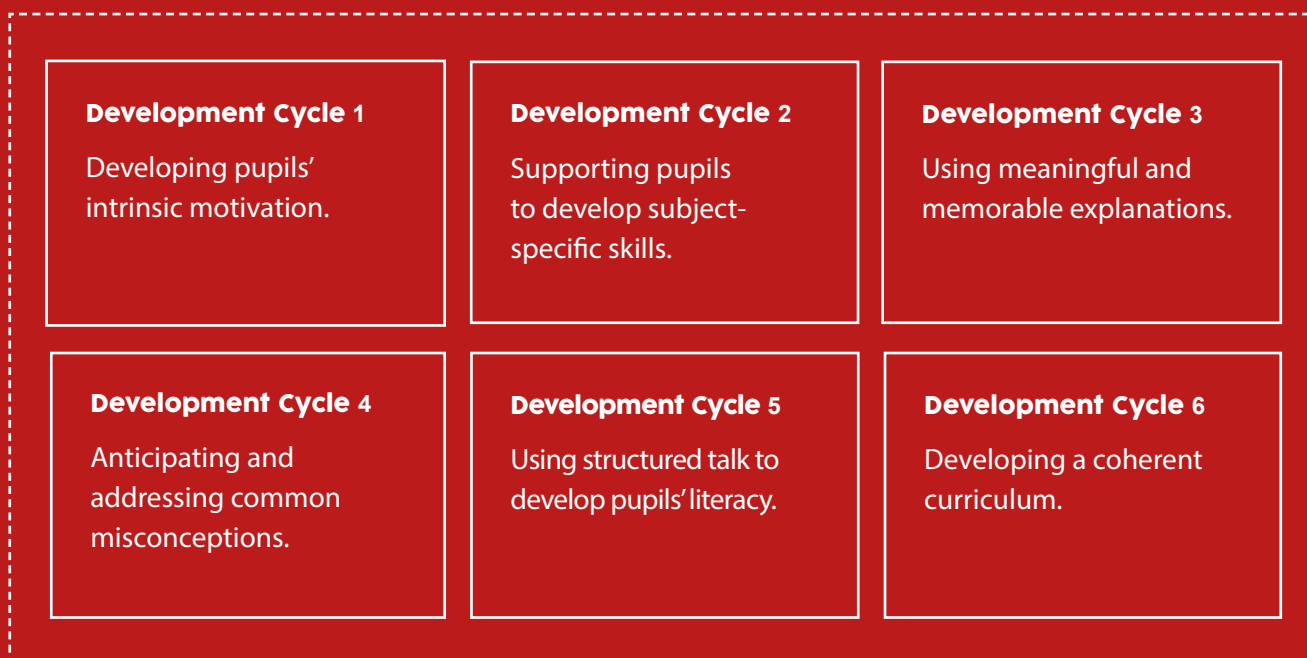 Development Cycle 1
Developing pupils’
intrinsic motivation.
Development Cycle 2
Supporting pupils
to develop subject-
specific skills.
Development Cycle 3
Using meaningful and
memorable explanations.
Development Cycle 4
Anticipating and
addressing common
misconceptions.
Development Cycle 5
Using structured talk to
develop pupils’ literacy.
Development Cycle 6
Developing a coherent
curriculum.